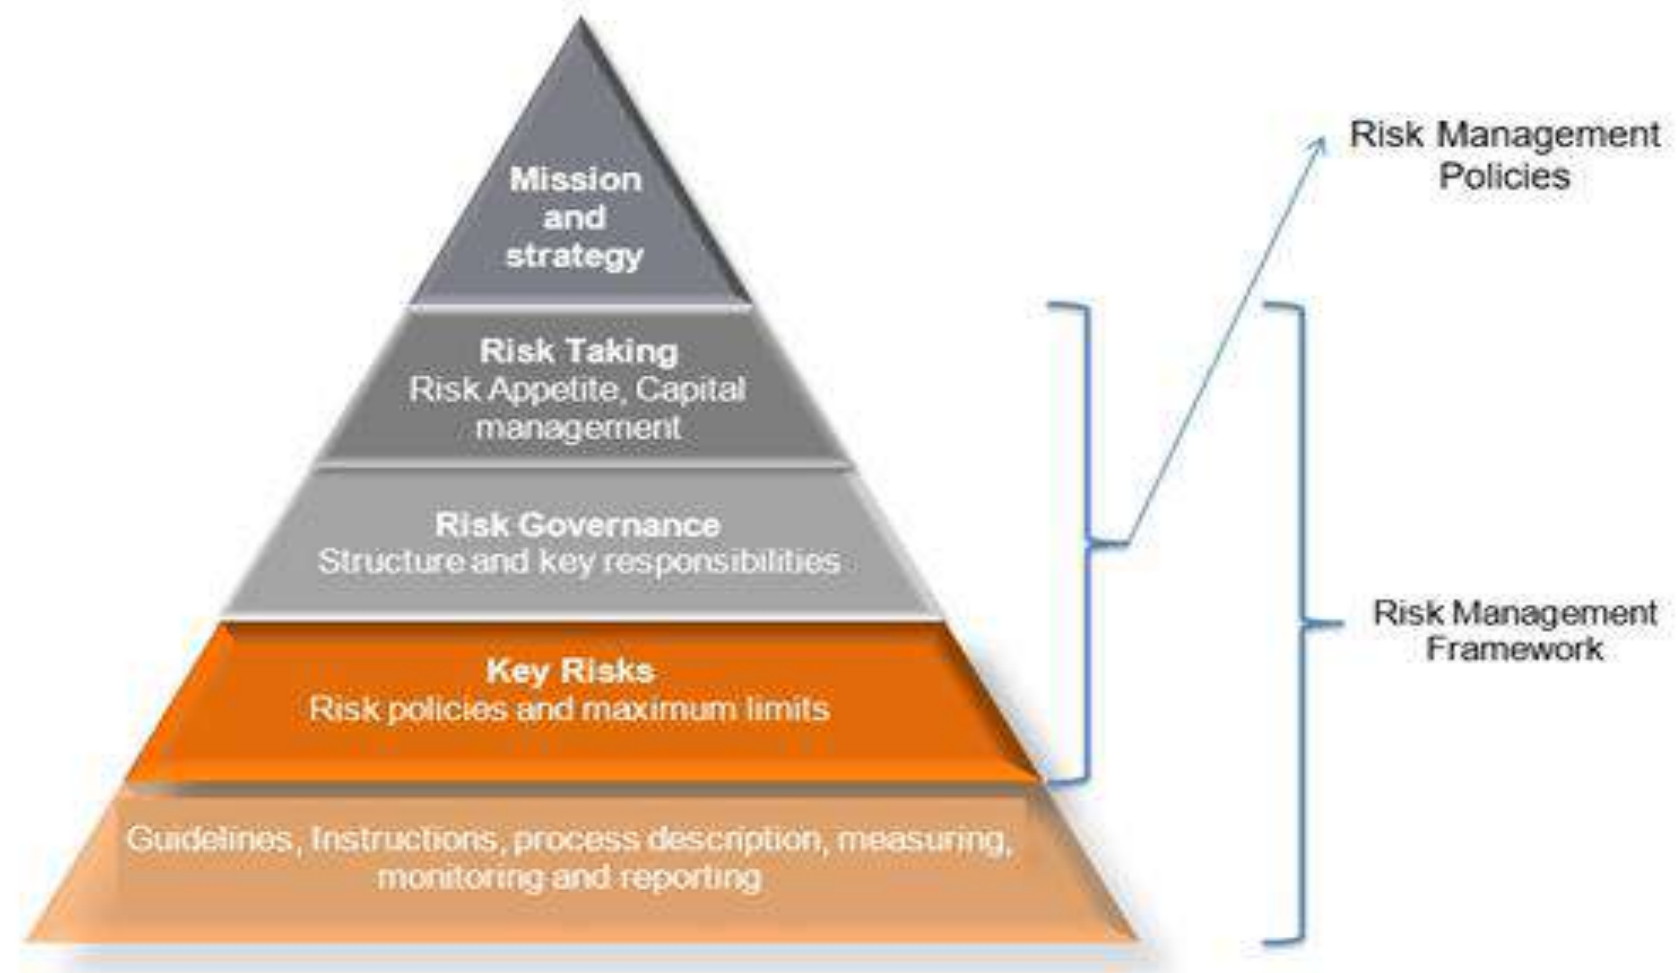 Mission
and
strategy
Risk Taking
Risk Appetite, Capital
management
Risk Governance
Structure and key responsibilities
Key Risks
Risk policies and maximum limits
Guidelines, Instructions, process description, measuring,
monitoring and reporting
Risk Management
Policies
Risk Management
Framework